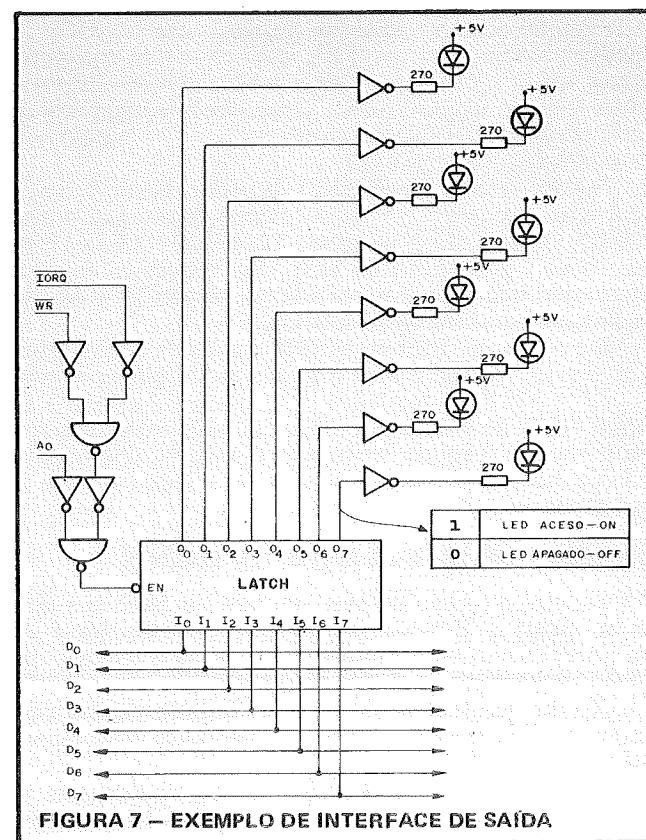 +5V
270
+5V
270
+5V
270
+5V
270
+5V
270
+5V
270
+5V
270
+5V
270
IORQ
WR
A0
1 LED ACESO-ON
0 LED APAGADO-OFF
O0 O1 O2 O3 O4 O5 O6 O7
EN
LATCH
I0 I1 I2 I3 I4 I5 I6 I7
D0
D1
D2
D3
D4
D5
D6
D7
FIGURA 7 – EXEMPLO DE INTERFACE DE SAÍDA